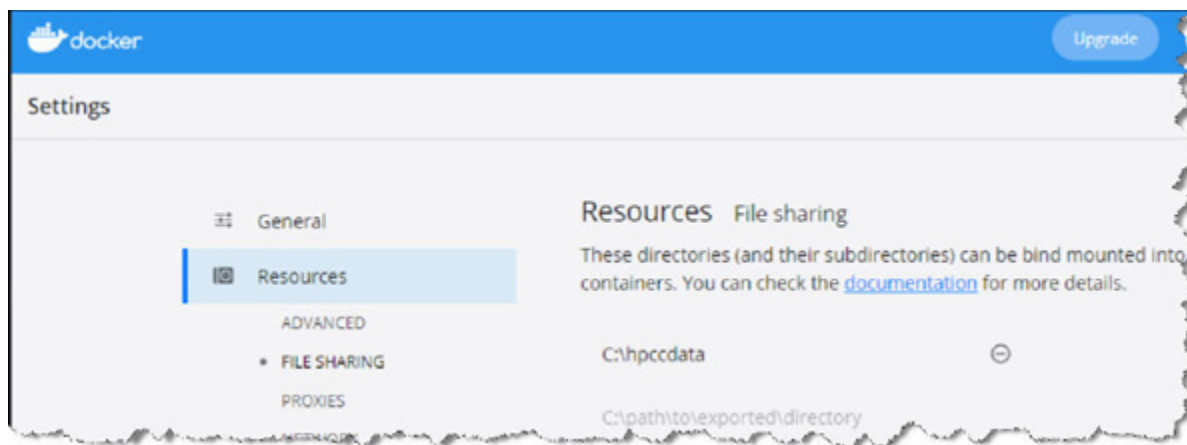 docker
Upgrade
Settings
General
Resources
ADVANCED
FILE SHARING
PROXIES
Resources File sharing
These directories (and their subdirectories) can be bind mounted into
containers. You can check the documentation for more details.
C:\hpccdata
C:\path\to\exported\directory